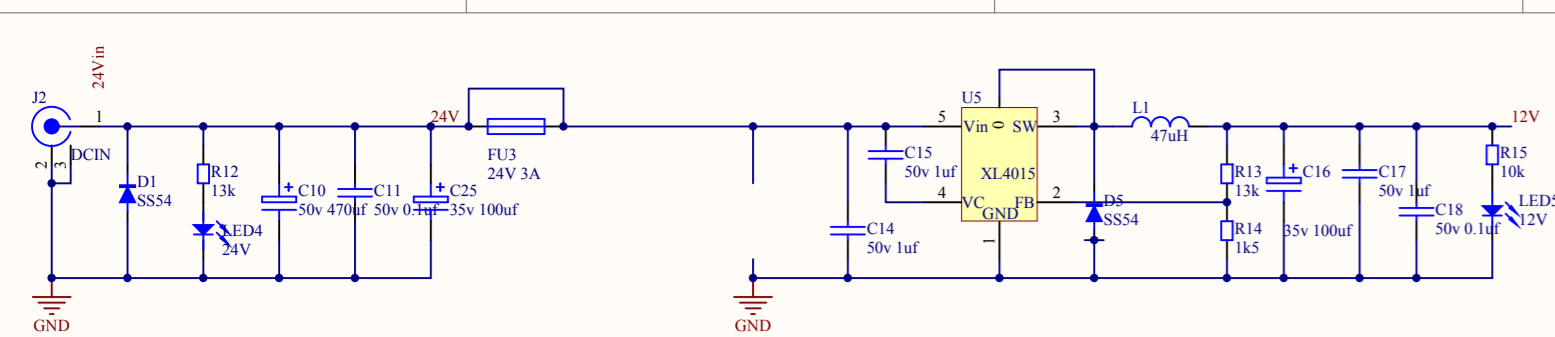 24Vin
J2
1
2
3
DCIN
D1
SS54
R12
13k
LED4
24V
C10
50v 470uf
C11
50v 0.1uf
24V
C25
35v 100uf
FU3
24V 3A
GND
GND
C14
50v 1uf
C15
50v 1uf
U5
5
Vin
0
SW
3
XL4015
4
VC
FB
2
GND
1
D5
SS54
L1
47uH
R13
13k
R14
1k5
C16
35v 100uf
C17
50v 1uf
C18
50v 0.1uf
12V
R15
10k
LED5
12V